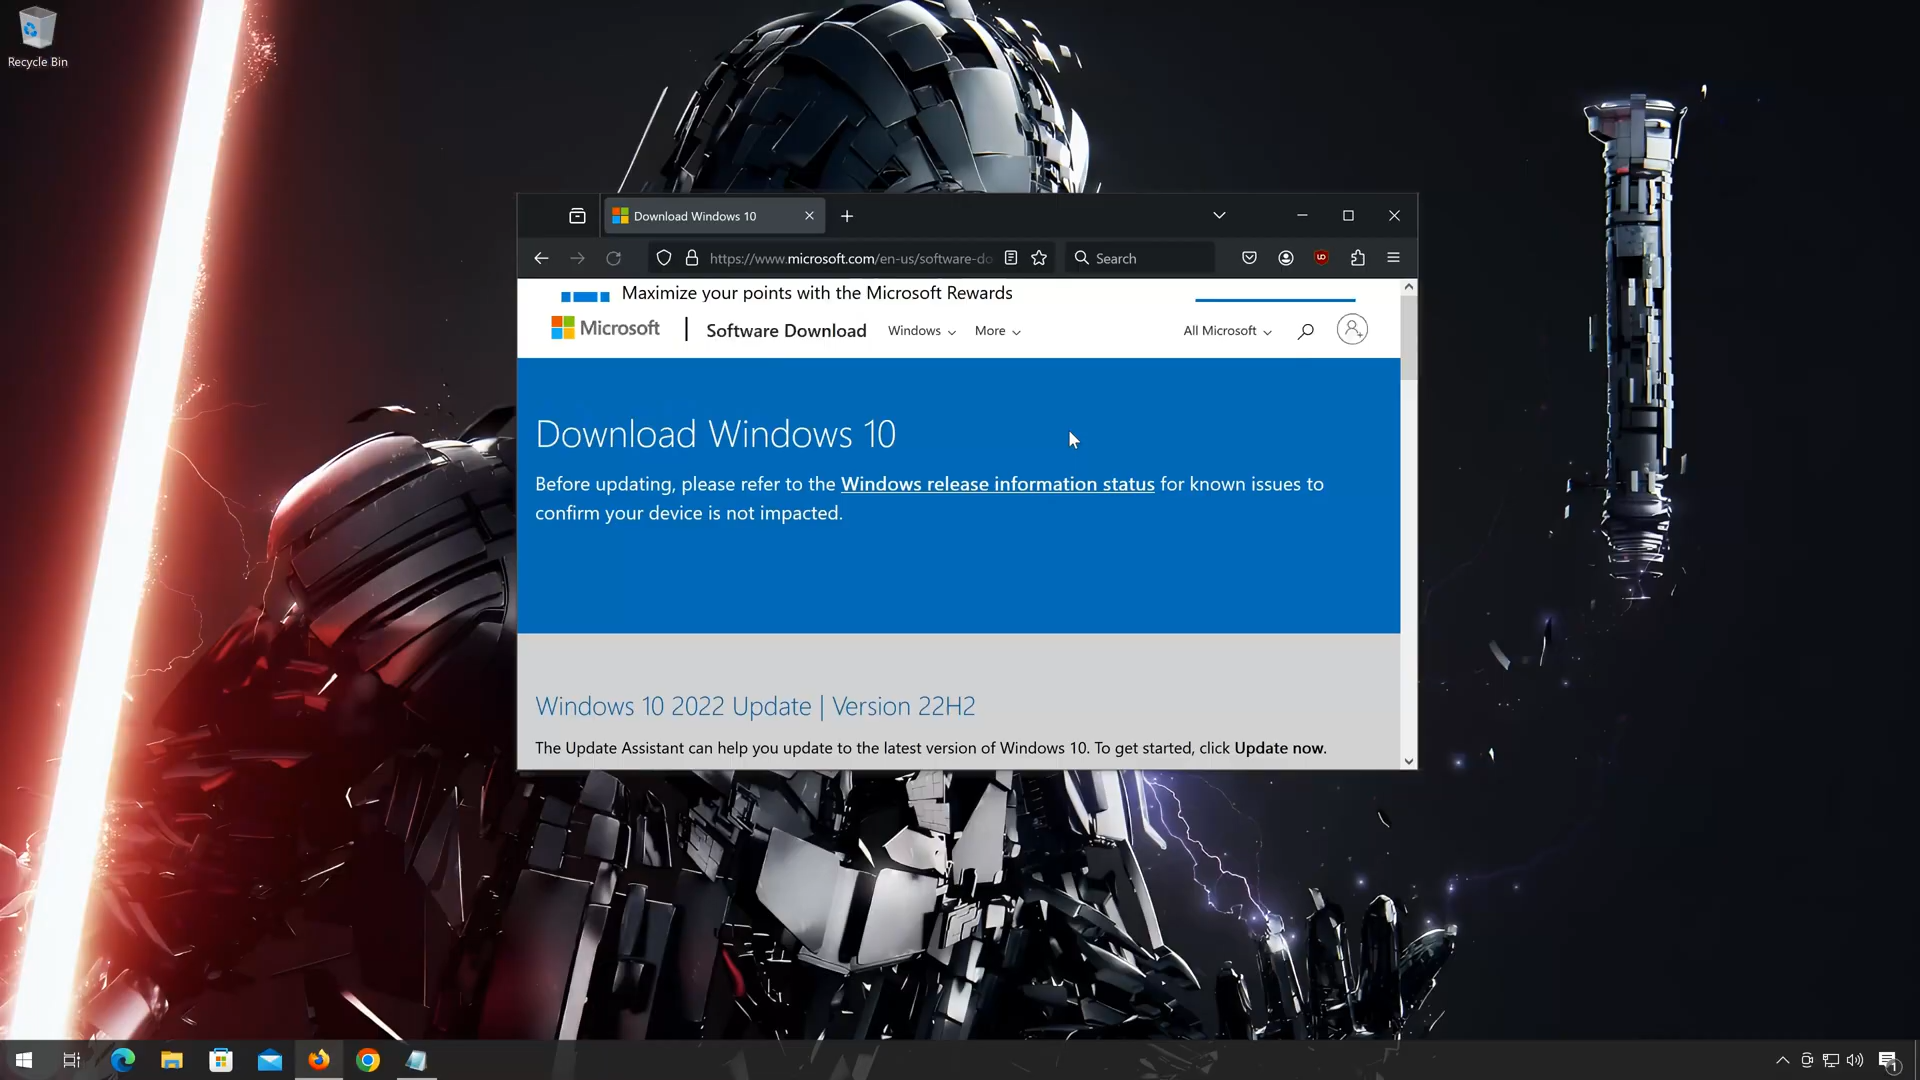 Recycle Bin
Download Windows 10
https://www.microsoft.com/en-us/software-do
Search
Maximize your points with the Microsoft Rewards
Microsoft
Software Download
Windows
More
All Microsoft
Download Windows 10
Before updating, please refer to the Windows release information status for known issues to
confirm your device is not impacted.
Windows 10 2022 Update | Version 22H2
The Update Assistant can help you update to the latest version of Windows 10. To get started, click Update now.
1